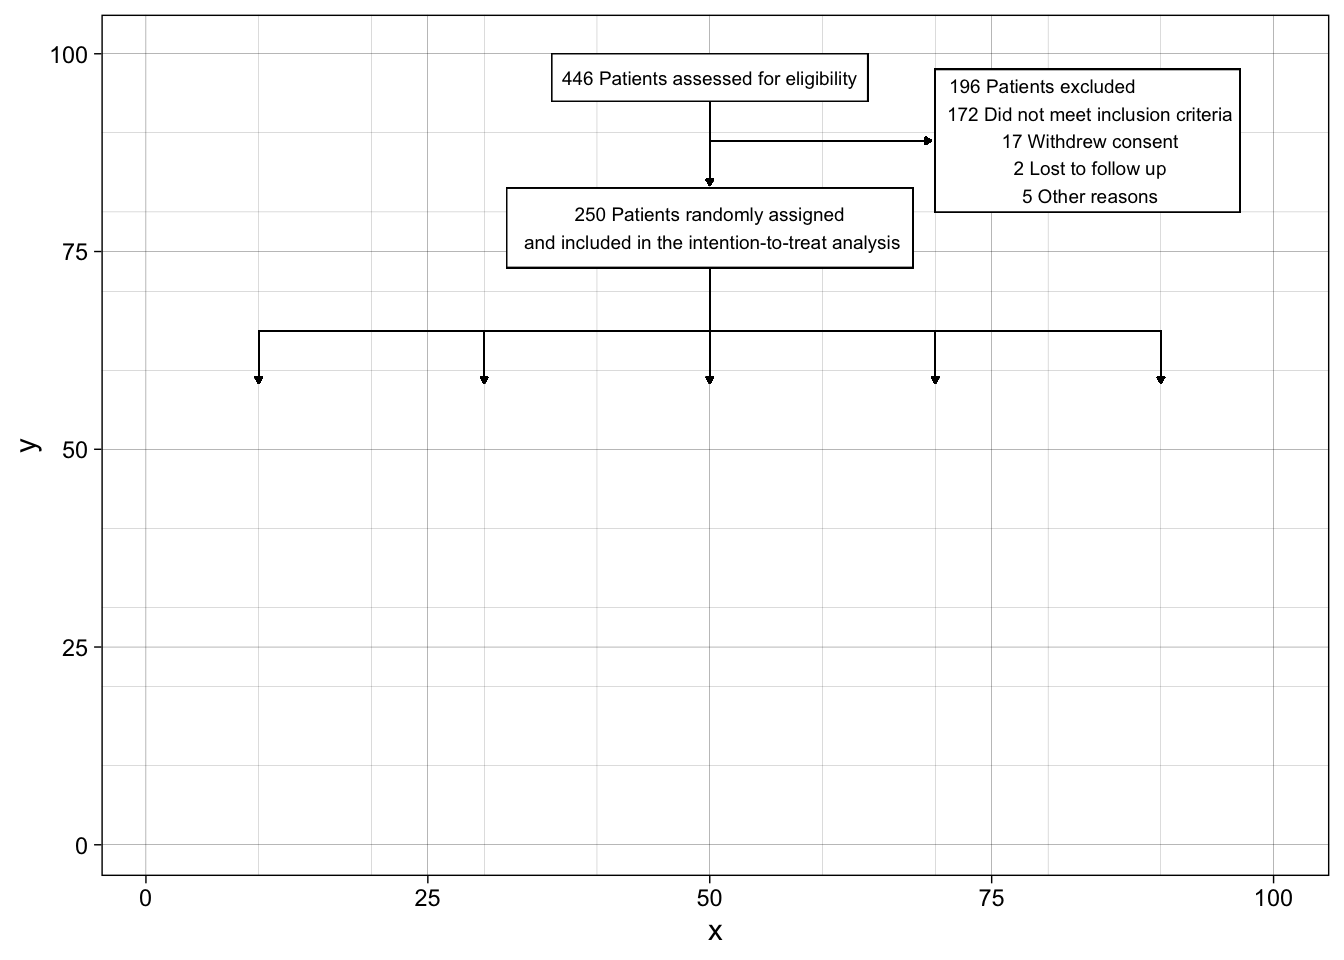 446 Patients assessed for eligibility
196 Patients excluded
172 Did not meet inclusion criteria
17 Withdrew consent
2 Lost to follow up
5 Other reasons
250 Patients randomly assigned
and included in the intention-to-treat analysis
100
75
50
25
0
y
0 25 50 75 100
x